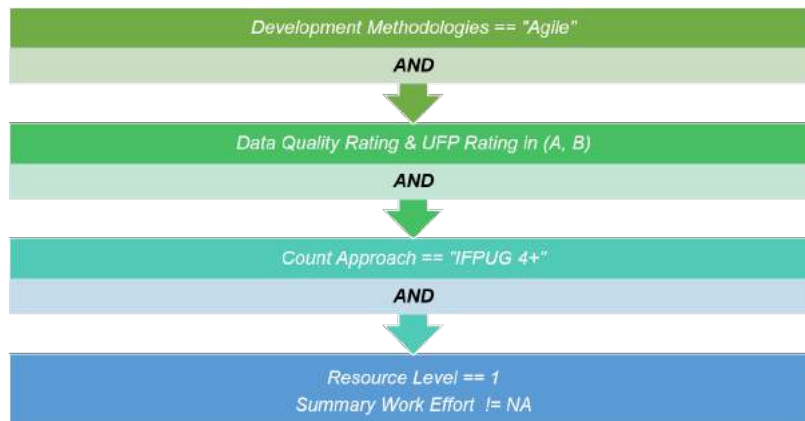 Development Methodologies == "Agile"
AND
Data Quality Rating & UFP Rating in (A, B)
AND
Count Approach == "IFPUG 4+"
AND
Resource Level == 1
Summary Work Effort != NA